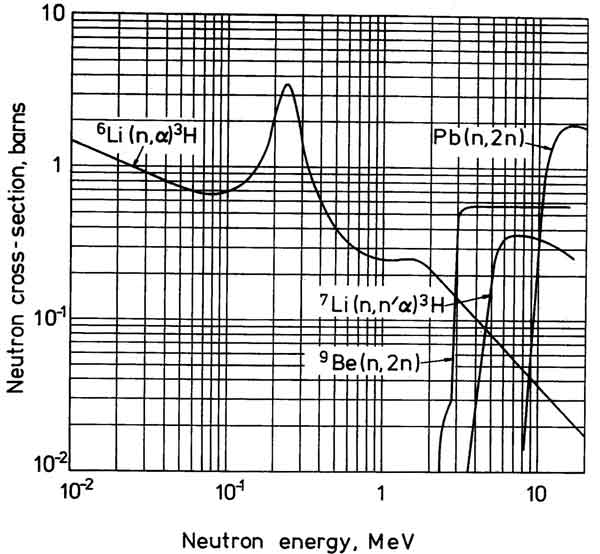 10
1
10⁻¹
10⁻²
Neutron cross-section, barns
⁶Li(n,α)³H
Pb(n,2n)
⁷Li(n,n′α)³H
⁹Be(n,2n)
10⁻² 10⁻¹ 1 10
Neutron energy, MeV